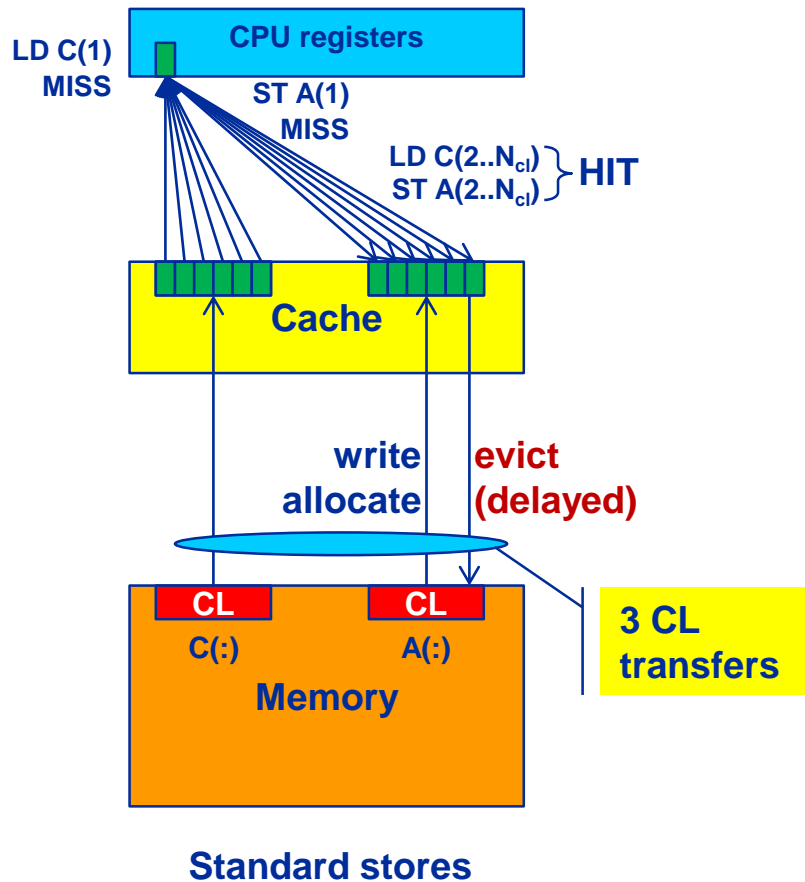 CPU registers
LD C(1)
MISS
ST A(1)
MISS
LD C(2..Ncl)
ST A(2..Ncl)
HIT
Cache
write
allocate
evict
(delayed)
CL
CL
C(:)
A(:)
Memory
3 CL
transfers
Standard stores